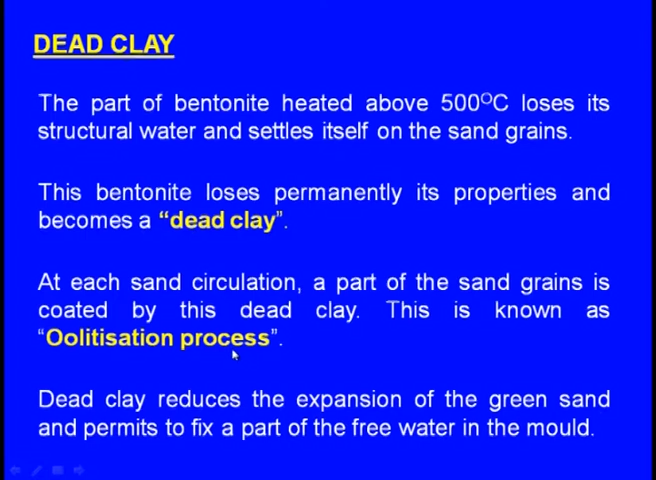 DEAD CLAY
The part of bentonite heated above 500°C loses its
structural water and settles itself on the sand grains.
This bentonite loses permanently its properties and
becomes a “dead clay”.
At each sand circulation, a part of the sand grains is
coated by this dead clay. This is known as
“Oolitisation process”.
Dead clay reduces the expansion of the green sand
and permits to fix a part of the free water in the mould.